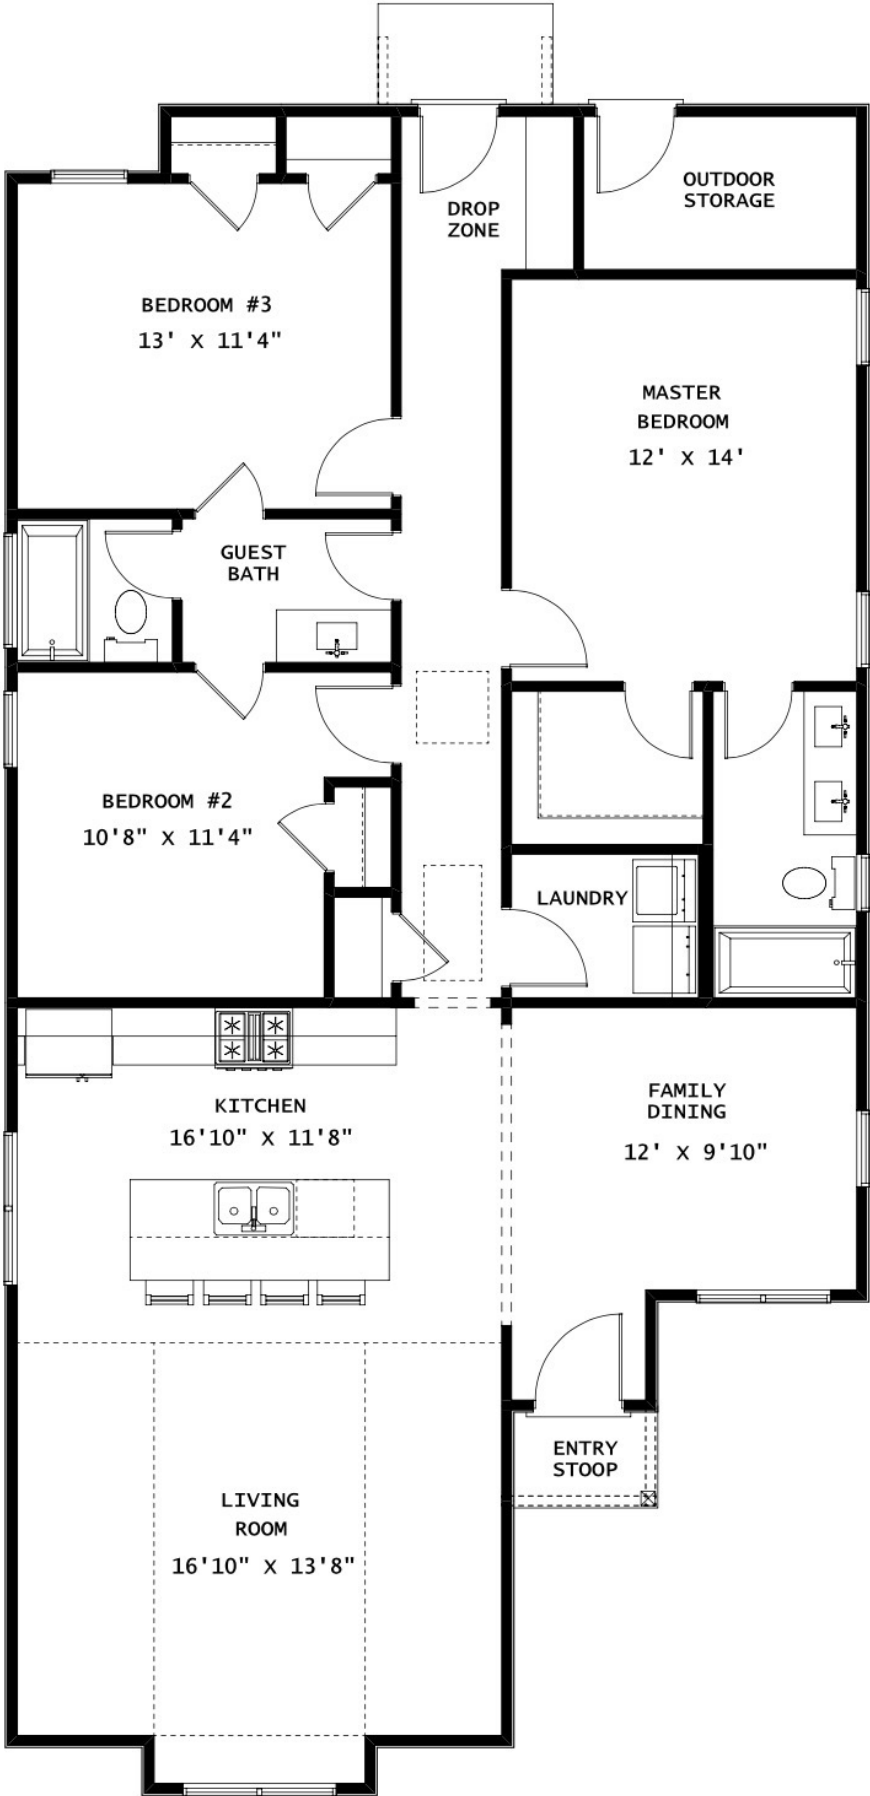 OUTDOOR
STORAGE
DROP
ZONE
BEDROOM #3
13' X 11'4"
MASTER
BEDROOM
12' X 14'
GUEST
BATH
BEDROOM #2
10'8" X 11'4"
LAUNDRY
KITCHEN
16'10" X 11'8"
FAMILY
DINING
12' X 9'10"
ENTRY
STOOP
LIVING
ROOM
16'10" X 13'8"